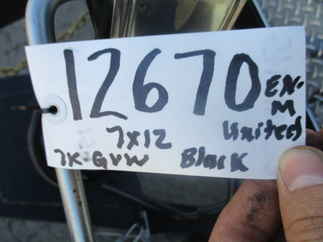 12670 EX-M
7x12 United
7K-GVW Black